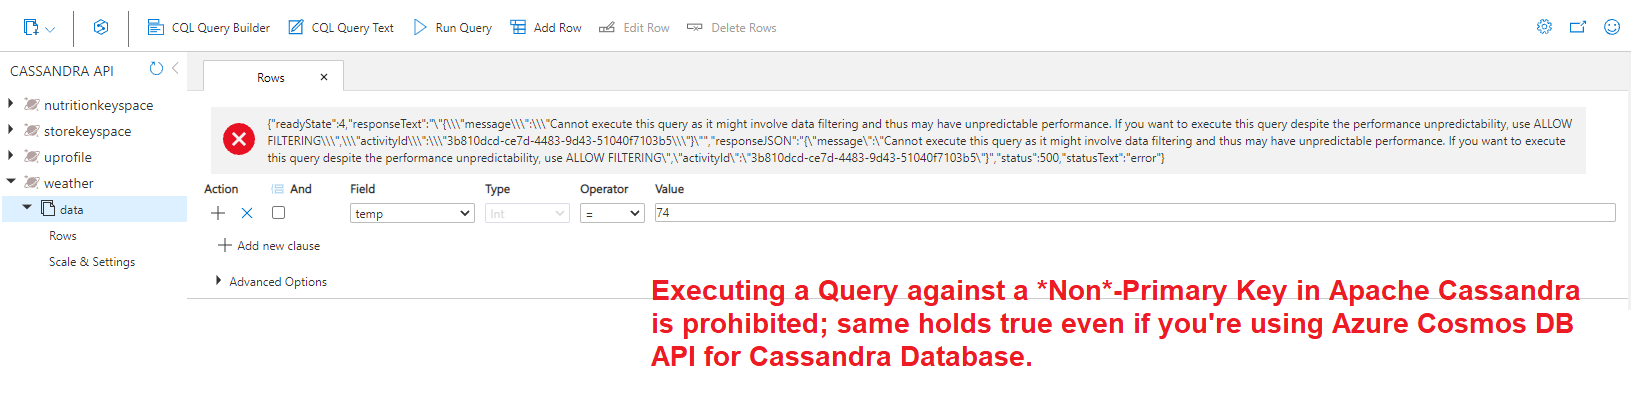 CQL Query Builder CQL Query Text Run Query Add Row Edit Row Delete Rows
CASSANDRA API
nutritionkeyspace
storekeyspace
uprofile
weather
data
Rows
Scale & Settings
Rows
{"readyState":4,"responseText":"\"{\\\"message\\\":\\\"Cannot execute this query as it might involve data filtering and thus may have unpredictable performance. If you want to execute this query despite the performance unpredictability, use ALLOW
FILTERING\\\",\\\"activityId\\\":\\\"3b810dcd-ce7d-4483-9d43-51040f7103b5\\\"}\"","responseJSON":"{\"message\":\"Cannot execute this query as it might involve data filtering and thus may have unpredictable performance. If you want to execute
this query despite the performance unpredictability, use ALLOW FILTERING\",\"activityId\":\"3b810dcd-ce7d-4483-9d43-51040f7103b5\"}","status":500,"statusText":"error"}
Action And Field Type Operator Value
temp Int = 74
Add new clause
Advanced Options
Executing a Query against a *Non*-Primary Key in Apache Cassandra
is prohibited; same holds true even if you're using Azure Cosmos DB
API for Cassandra Database.